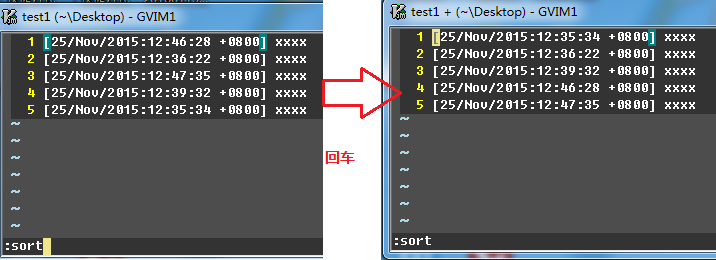 test1 (~\Desktop) - GVIM1
1 [25/Nov/2015:12:46:28 +0800] xxxx
2 [25/Nov/2015:12:36:22 +0800] xxxx
3 [25/Nov/2015:12:47:35 +0800] xxxx
4 [25/Nov/2015:12:39:32 +0800] xxxx
5 [25/Nov/2015:12:35:34 +0800] xxxx
~
~
~
~
~
~
:sort
回车
test1 + (~\Desktop) - GVIM1
1 [25/Nov/2015:12:35:34 +0800] xxxx
2 [25/Nov/2015:12:36:22 +0800] xxxx
3 [25/Nov/2015:12:39:32 +0800] xxxx
4 [25/Nov/2015:12:46:28 +0800] xxxx
5 [25/Nov/2015:12:47:35 +0800] xxxx
~
~
~
~
~
~
~
:sort